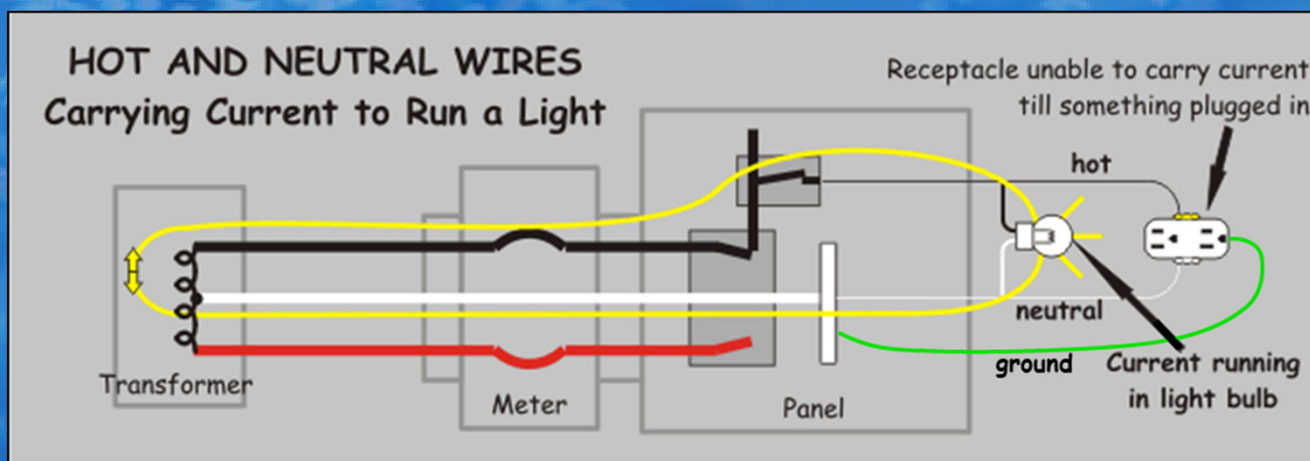 HOT AND NEUTRAL WIRES
Carrying Current to Run a Light
Receptacle unable to carry current
till something plugged in
hot
neutral
ground
Current running
in light bulb
Transformer
Meter
Panel